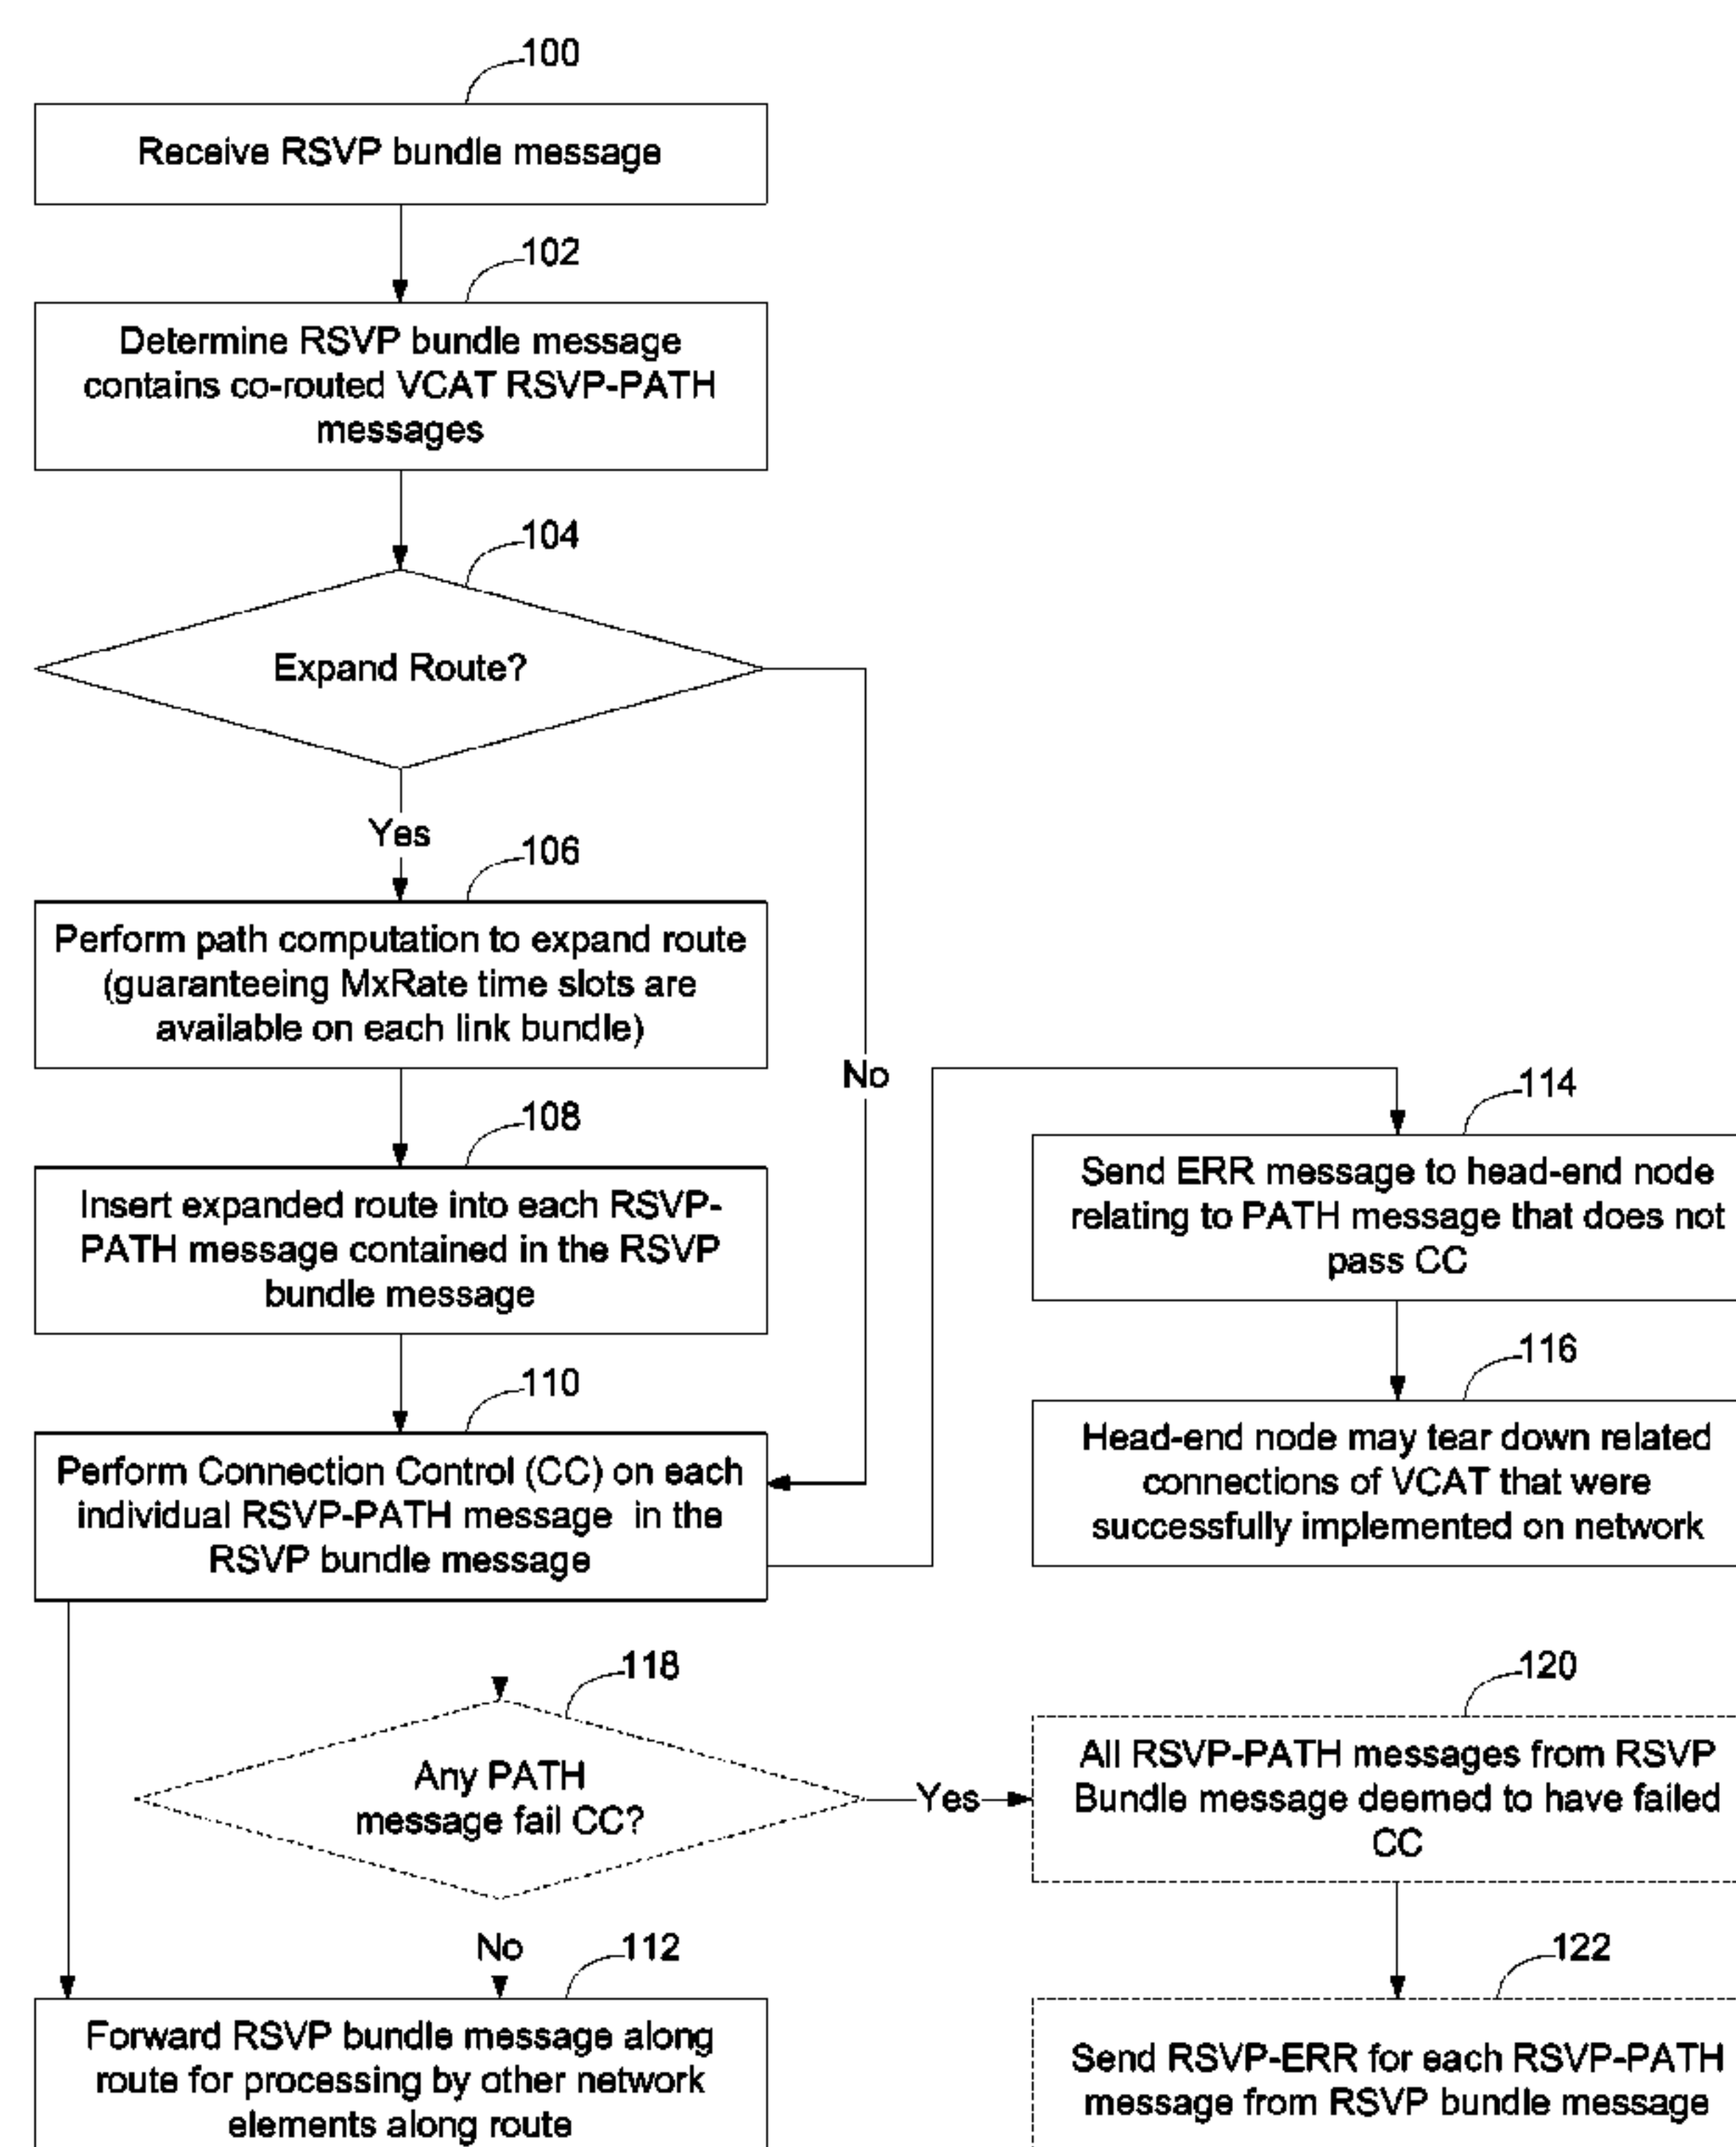 100
Receive RSVP bundle message
102
Determine RSVP bundle message
contains co-routed VCAT RSVP-PATH
messages
104
Expand Route?
Yes
106
Perform path computation to expand route
(guaranteeing MxRate time slots are
available on each link bundle)
No
108
Insert expanded route into each RSVP-
PATH message contained in the RSVP
bundle message
110
Perform Connection Control (CC) on each
individual RSVP-PATH message in the
RSVP bundle message
114
Send ERR message to head-end node
relating to PATH message that does not
pass CC
116
Head-end node may tear down related
connections of VCAT that were
successfully implemented on network
118
Any PATH
message fail CC?
Yes
120
All RSVP-PATH messages from RSVP
Bundle message deemed to have failed
CC
No
112
Forward RSVP bundle message along
route for processing by other network
elements along route
122
Send RSVP-ERR for each RSVP-PATH
message from RSVP bundle message